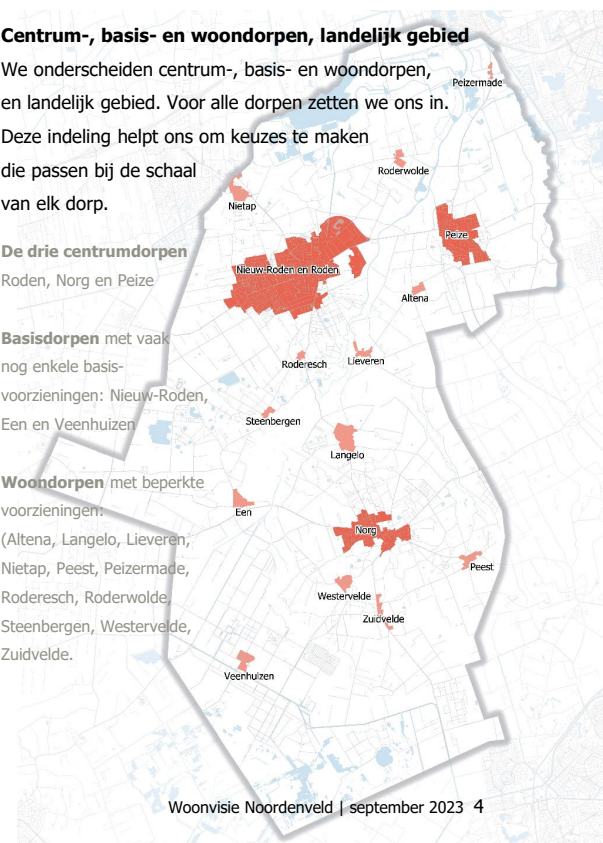 Centrum-, basis- en woondorpen, landelijk gebied
We onderscheiden centrum-, basis- en woondorpen,
en landelijk gebied. Voor alle dorpen zetten we ons in.
Deze indeling helpt ons om keuzes te maken
die passen bij de schaal
van elk dorp.
De drie centrumdorpen
Roden, Norg en Peize
Basisdorpen met vaak
nog enkele basis-
voorzieningen: Nieuw-Roden,
Een en Veenhuizen
Woondorpen met beperkte
voorzieningen:
(Altena, Langelo, Lieveren,
Nietap, Peest, Peizermade,
Roderesch, Roderwolde,
Steenbergen, Westervelde,
Zuidvelde.
Peizermade
Roderwolde
Nietap
Peize
Nieuw-Roden en Roden
Altena
Roderesch
Lieveren
Steenbergen
Langelo
Een
Norg
Peest
Westervelde
Zuidvelde
Veenhuizen
Woonvisie Noordenveld | september 2023 4